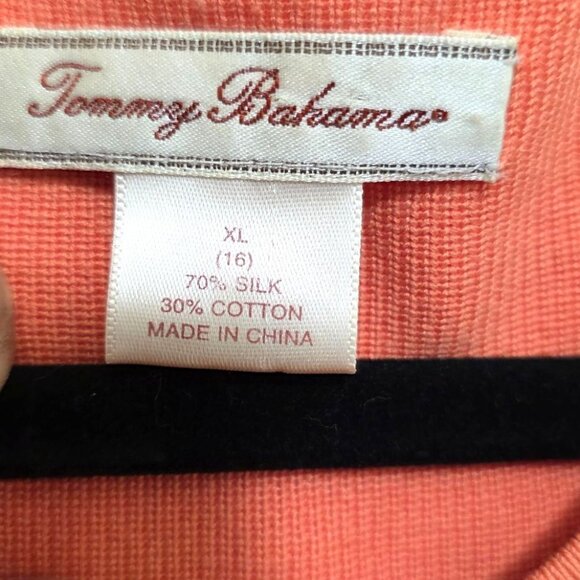 Tommy Bahama®
XL
(16)
70% SILK
30% COTTON
MADE IN CHINA